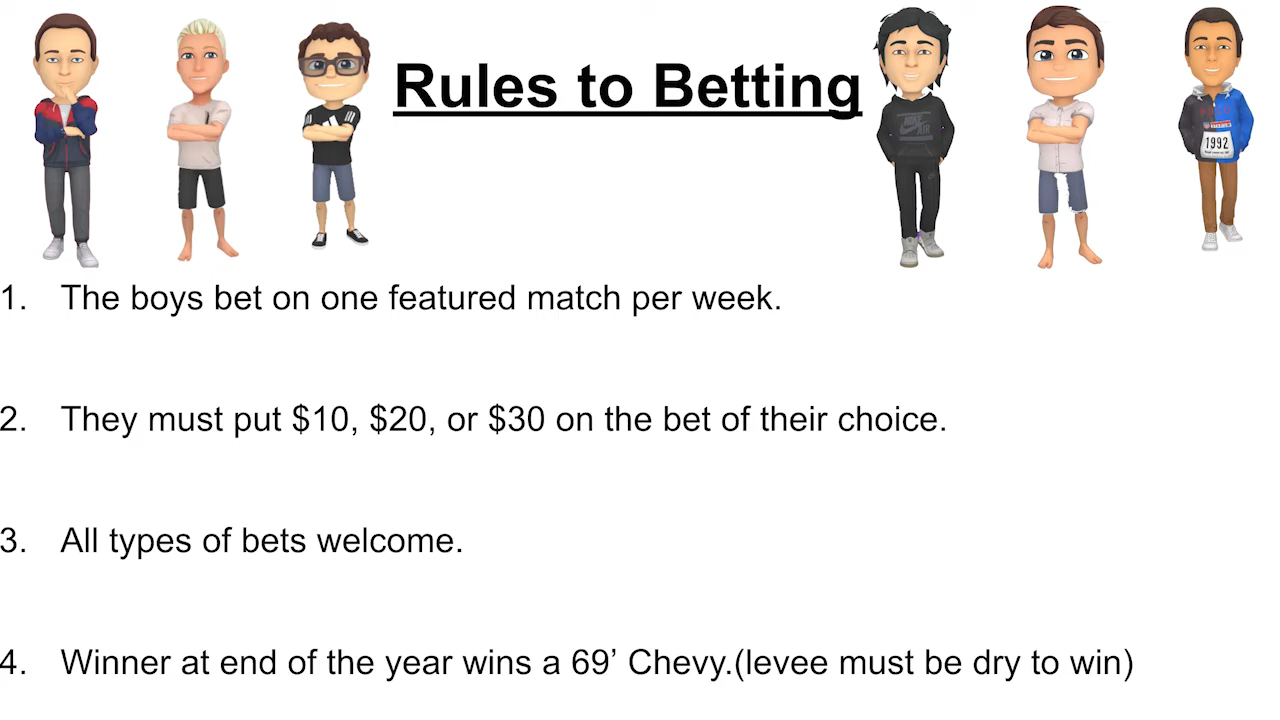 Rules to Betting
NIKE
AIR
1992
1. The boys bet on one featured match per week.
2. They must put $10, $20, or $30 on the bet of their choice.
3. All types of bets welcome.
4. Winner at end of the year wins a 69’ Chevy.(levee must be dry to win)